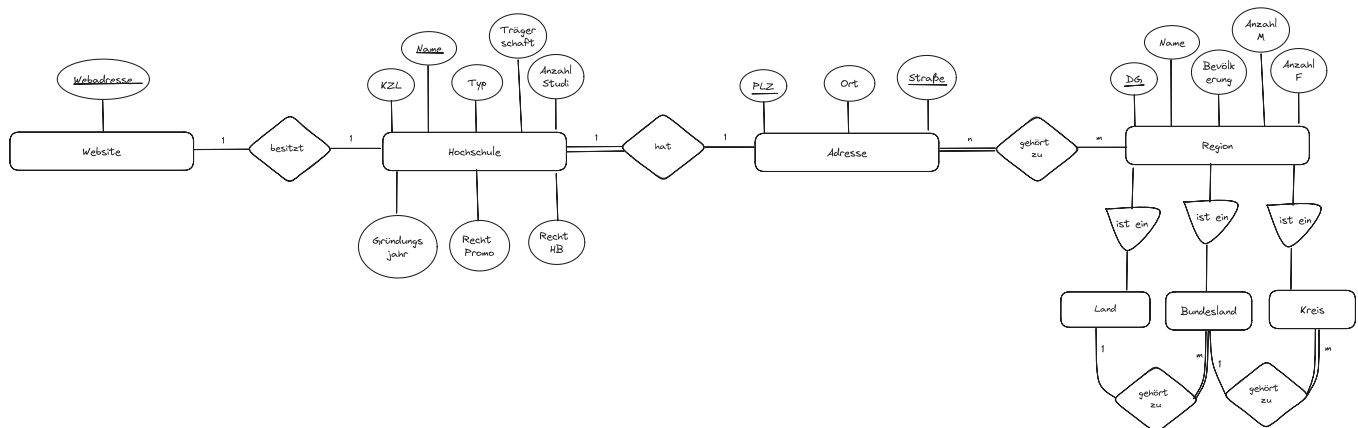 Webadresse
Website
1
besitzt
1
KZL
Name
Typ
Träger
schaft
Anzahl
Studi
Hochschule
Gründungs
jahr
Recht
Promo
Recht
HB
1
hat
1
PLZ
Ort
Straße
Adresse
n
gehört
zu
m
DG
Name
Bevölk
erung
Anzahl
M
Anzahl
F
Region
ist ein
ist ein
ist ein
Land
Bundesland
Kreis
1
gehört
zu
m
1
gehört
zu
m